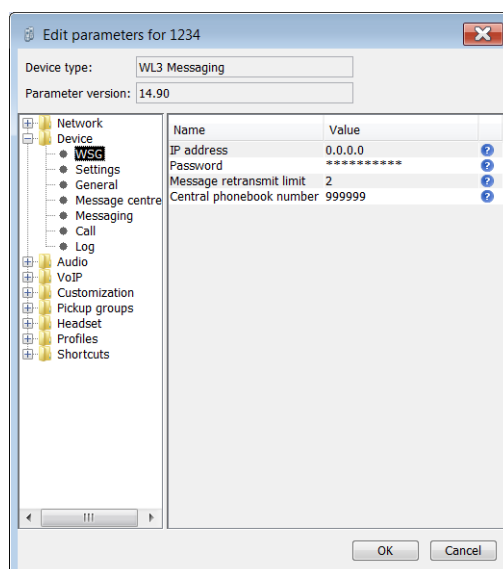 Edit parameters for 1234
Device type: WL3 Messaging
Parameter version: 14.90
Network
Device
WSG
Settings
General
Message centre
Messaging
Call
Log
Audio
VoIP
Customization
Pickup groups
Headset
Profiles
Shortcuts
Name Value
IP address 0.0.0.0
Password **********
Message retransmit limit 2
Central phonebook number 999999
OK Cancel